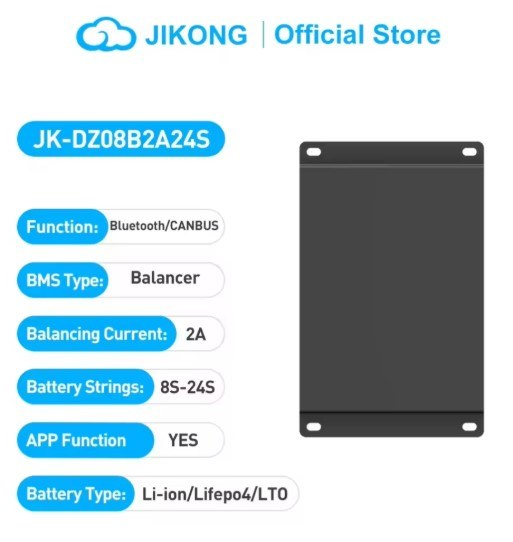 JIKONG | Official Store
JK-DZ08B2A24S
Function: Bluetooth/CANBUS
BMS Type: Balancer
Balancing Current: 2A
Battery Strings: 8S-24S
APP Function YES
Battery Type: Li-ion/Lifepo4/LTO